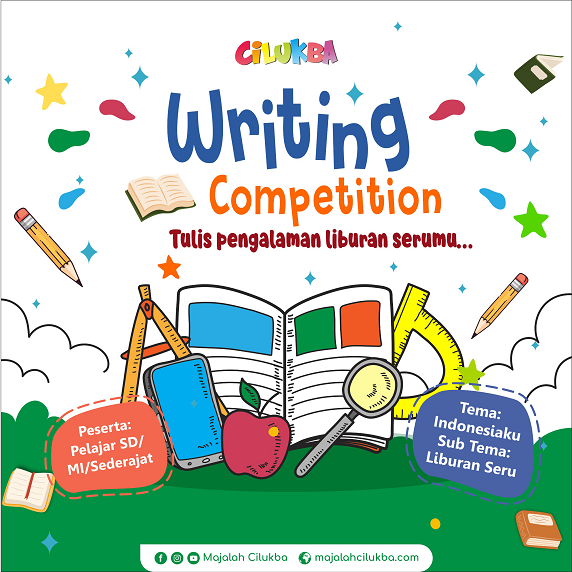 CiLUKBA
Writing
Competition
Tulis pengalaman liburan serumu...
Peserta:
Pelajar SD/
MI/Sederajat
Tema:
Indonesiaku
Sub Tema:
Liburan Seru
Majalah Cilukba majalahcilukba.com